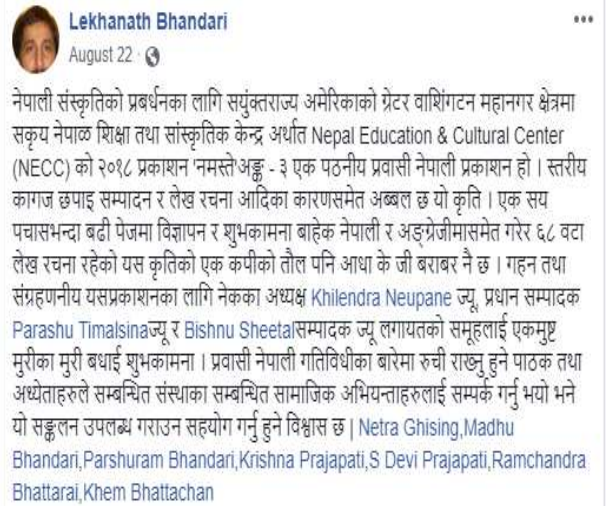 Lekhanath Bhandari
August 22 ·
नेपाली संस्कृतिको प्रबर्धनका लागि सयुंक्तराज्य अमेरिकाको ग्रेटर वाशिंगटन महानगर क्षेत्रमा
सकृय नेपाळ शिक्षा तथा सांस्कृतिक केन्द्र अर्थात Nepal Education & Cultural Center
(NECC) को २०१८ प्रकाशन 'नमस्ते'अङ्क - ३ एक पठनीय प्रवासी नेपाली प्रकाशन हो । स्तरीय
कागज छपाइ सम्पादन र लेख रचना आदिका कारणसमेत अब्बल छ यो कृति । एक सय
पचासभन्दा बढी पेजमा विज्ञापन र शुभकामना बाहेक नेपाली र अङ्ग्रेजीमासमेत गरेर ६८ वटा
लेख रचना रहेको यस कृतिको एक कपीको तौल पनि आधा के जी बराबर नै छ । गहन तथा
संग्रहणनीय यसप्रकाशनका लागि नेकका अध्यक्ष Khilendra Neupane ज्यू, प्रधान सम्पादक
Parashu Timalsinaज्यू र Bishnu Sheetalसम्पादक ज्यू लगायतको समूहलाई एकमुष्ट
मुरीका मुरी बधाई शुभकामना । प्रवासी नेपाली गतिविधीका बारेमा रुची राख्नु हुने पाठक तथा
अध्येताहरुले सम्बन्धित संस्थाका सम्बन्धित सामाजिक अभियन्ताहरुलाई सम्पर्क गर्नु भयो भने
यो सङ्कलन उपलब्ध गराउन सहयोग गर्नु हुने विश्वास छ | Netra Ghising,Madhu
Bhandari,Parshuram Bhandari,Krishna Prajapati,S Devi Prajapati,Ramchandra
Bhattarai,Khem Bhattachan